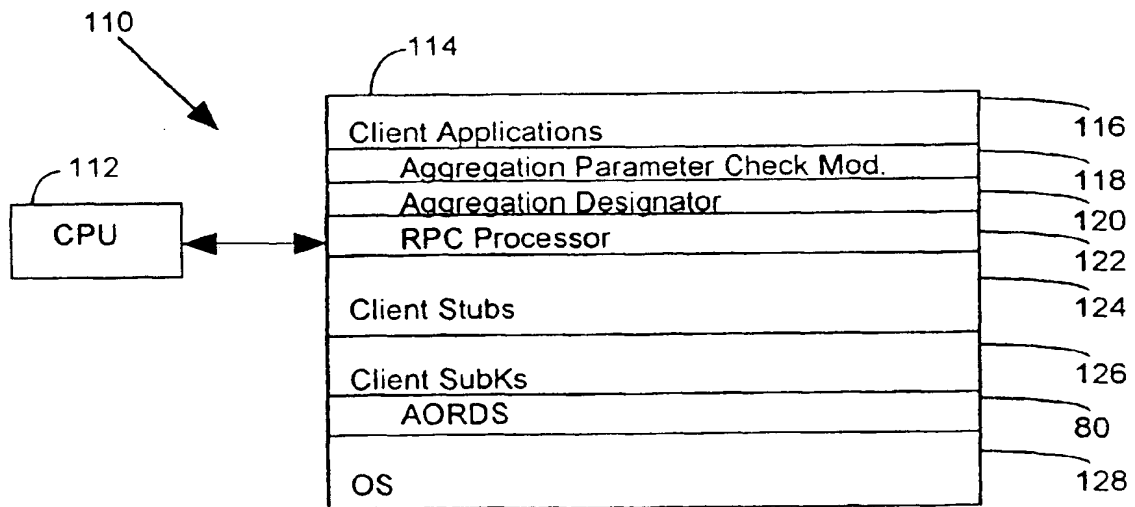 110
114
Client Applications
116
Aggregation Parameter Check Mod.
118
112
Aggregation Designator
120
CPU
RPC Processor
122
Client Stubs
124
Client SubKs
126
AORDS
80
OS
128